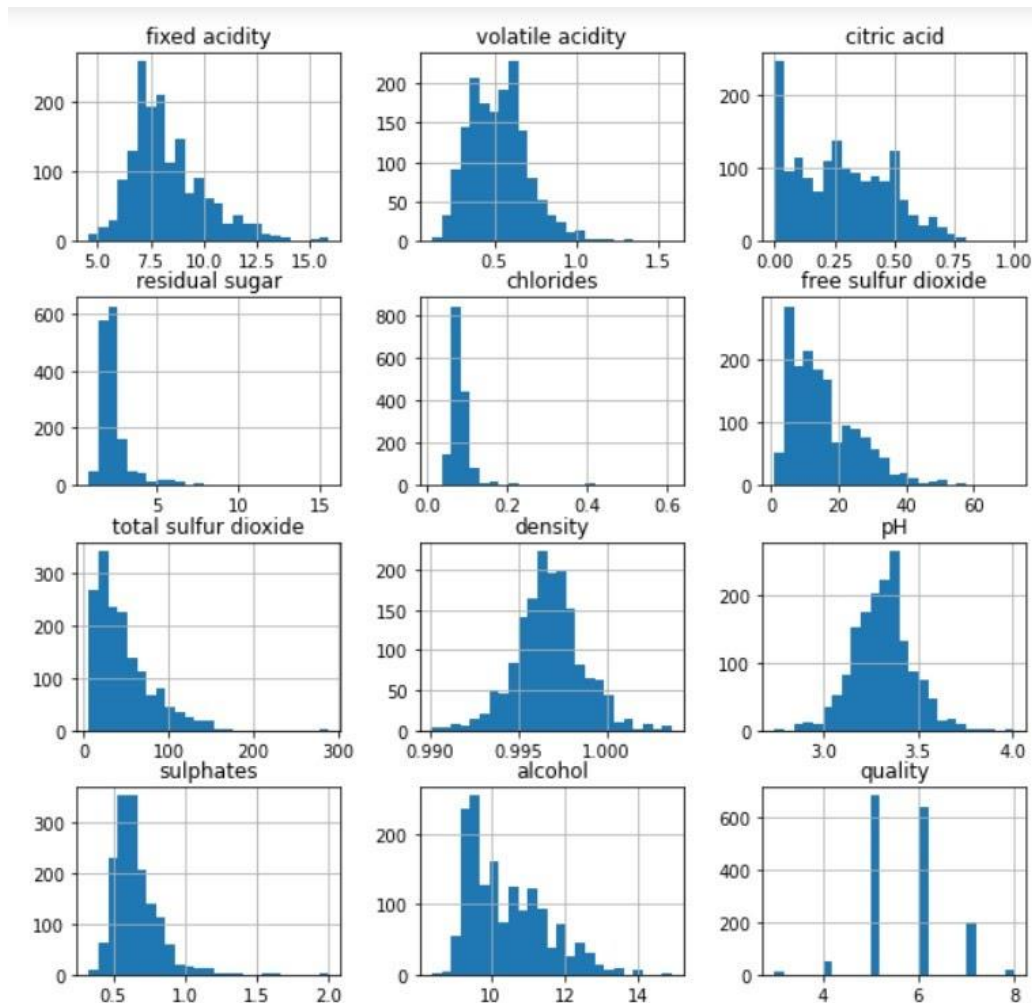 fixed acidity
200
100
0
5.0 7.5 10.0 12.5 15.0
volatile acidity
200
150
100
50
0
0.5 1.0 1.5
citric acid
200
100
0
0.00 0.25 0.50 0.75 1.00
residual sugar
600
400
200
0
5 10 15
chlorides
800
600
400
200
0
0.0 0.2 0.4 0.6
free sulfur dioxide
200
100
0
0 20 40 60
total sulfur dioxide
300
200
100
0
0 100 200 300
density
200
150
100
50
0
0.990 0.995 1.000
pH
200
100
0
3.0 3.5 4.0
sulphates
300
200
100
0
0.5 1.0 1.5 2.0
alcohol
200
100
0
10 12 14
quality
600
400
200
0
4 6 8